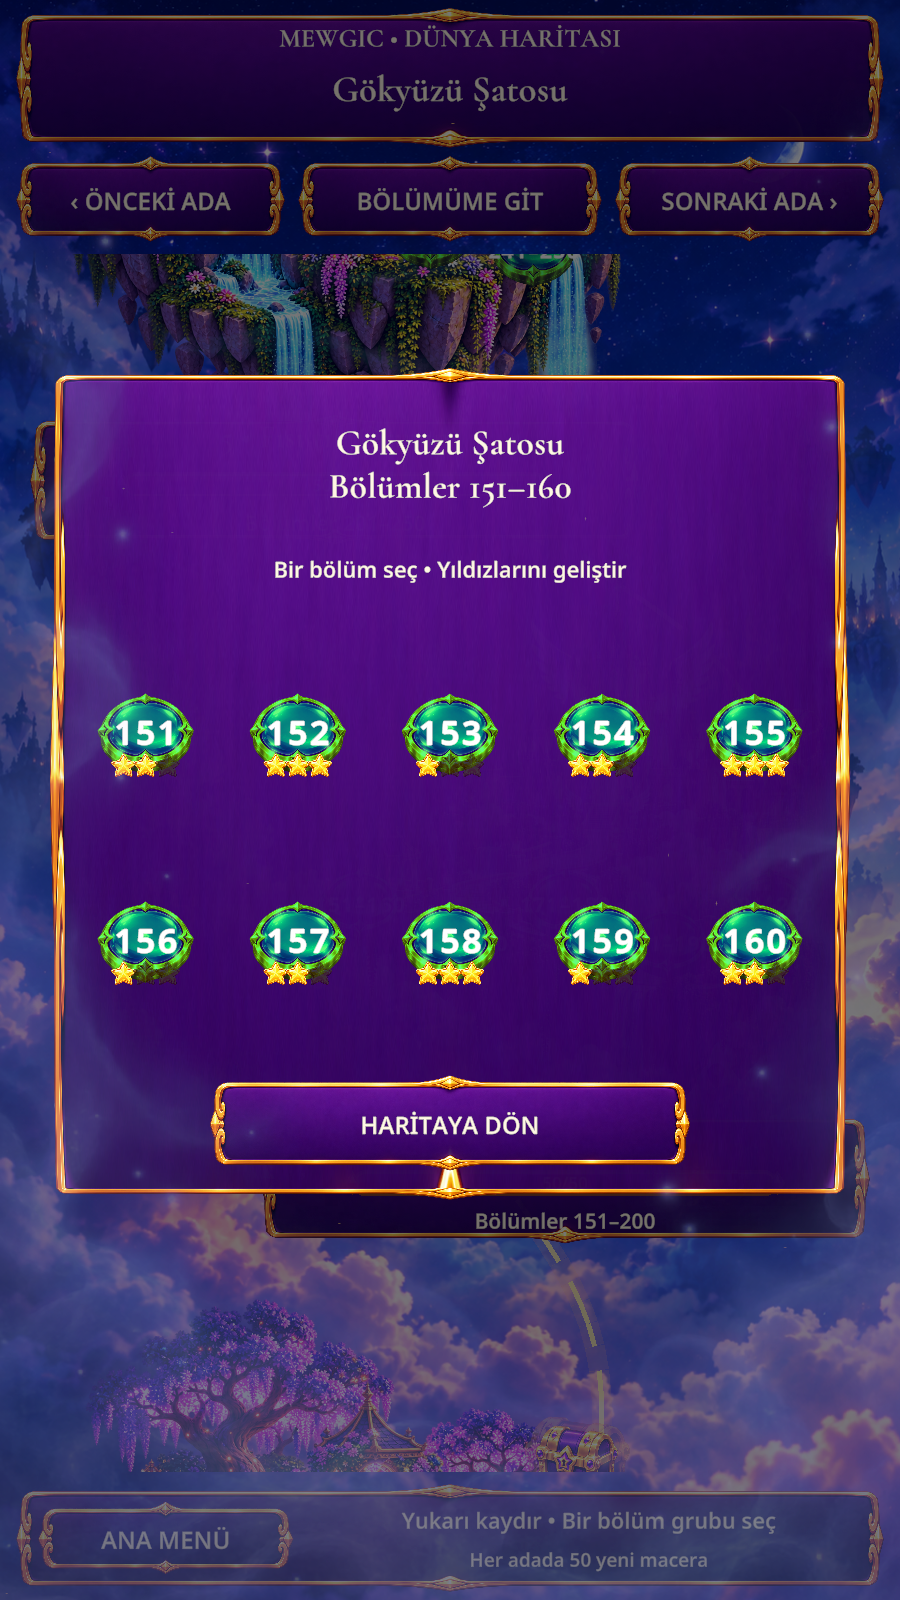 MEWGIC • DÜNYA HARİTASI
Gökyüzü Şatosu
‹ ÖNCEKİ ADA
BÖLÜMÜME GİT
SONRAKİ ADA ›
Gökyüzü Şatosu
Bölümler 151–160
Bir bölüm seç • Yıldızlarını geliştir
151
152
153
154
155
156
157
158
159
160
HARİTAYA DÖN
Bölümler 151–200
ANA MENÜ
Yukarı kaydır • Bir bölüm grubu seç
Her adada 50 yeni macera